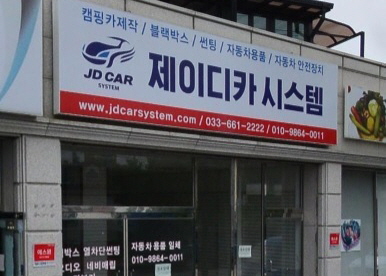 캠핑카제작 / 블랙박스 / 썬팅 / 자동차용품 / 자동차 안전장치
JD CAR
SYSTEM
제이디카 시스템
www.jdcarsystem.com / 033-661-2222 / 010-9864-0011
박스 열차단썬팅
오디오 네비매립
자동차용품 일체
010-9864-0011